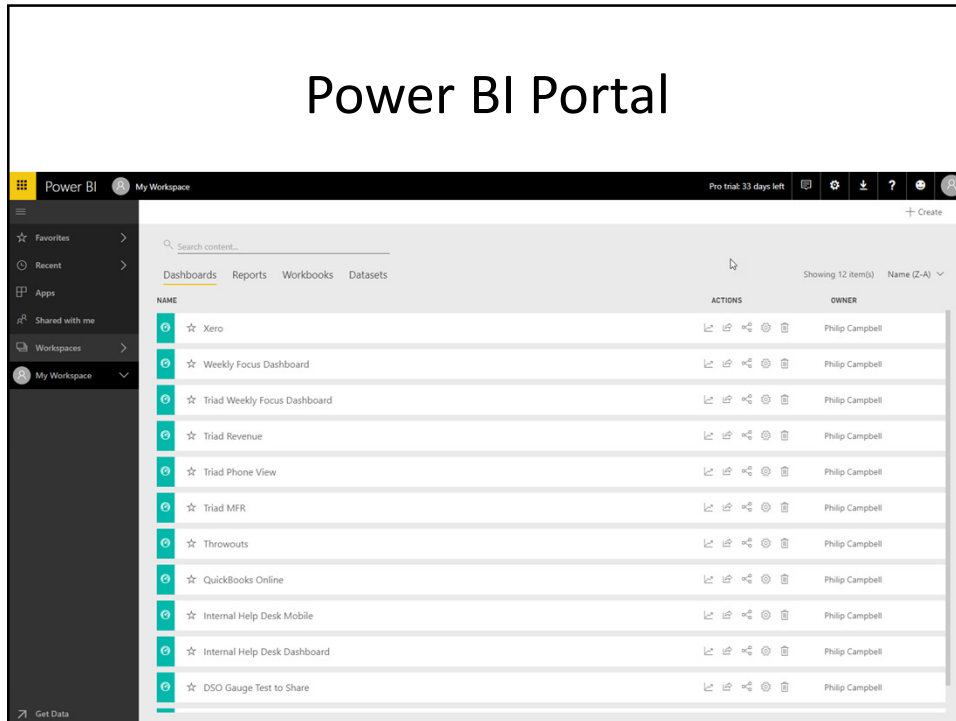 Power BI Portal
Power BI My Workspace Pro trial: 33 days left ?
+ Create
Favorites
Recent
Apps
Shared with me
Workspaces
My Workspace
Get Data
Search content...
Dashboards Reports Workbooks Datasets Showing 12 item(s) Name (Z-A)
NAME ACTIONS OWNER
Xero Philip Campbell
Weekly Focus Dashboard Philip Campbell
Triad Weekly Focus Dashboard Philip Campbell
Triad Revenue Philip Campbell
Triad Phone View Philip Campbell
Triad MFR Philip Campbell
Throwouts Philip Campbell
QuickBooks Online Philip Campbell
Internal Help Desk Mobile Philip Campbell
Internal Help Desk Dashboard Philip Campbell
DSO Gauge Test to Share Philip Campbell